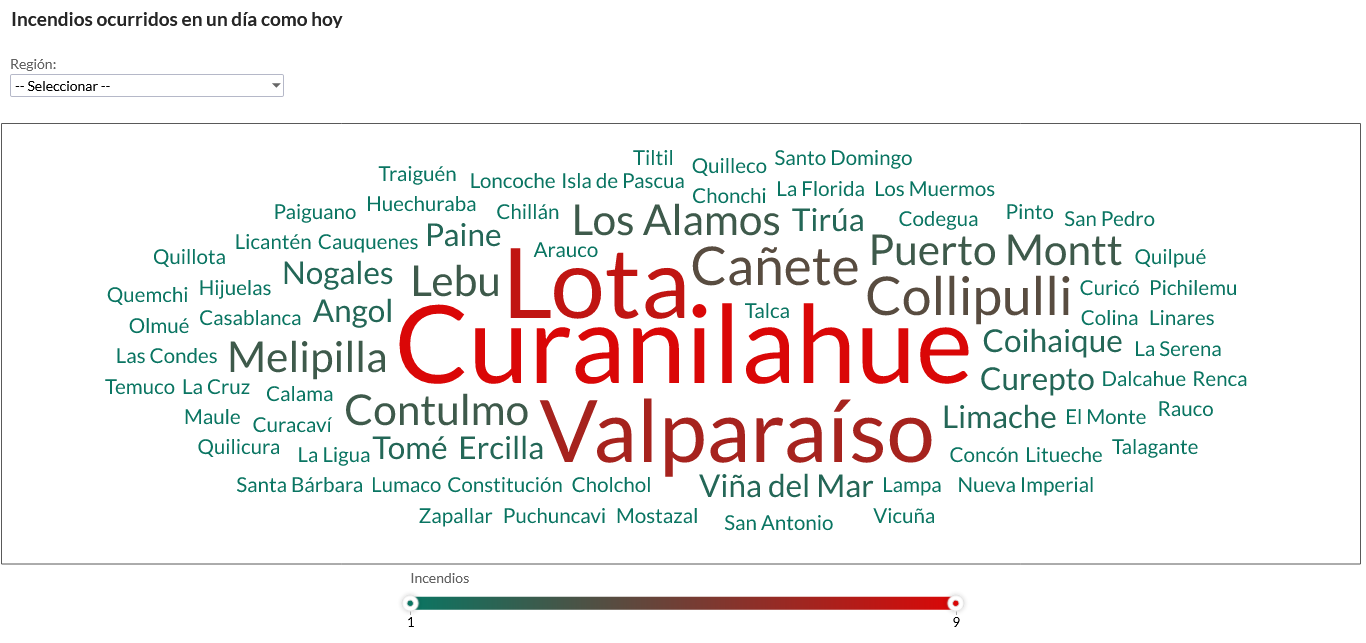 Incendios ocurridos en un día como hoy
Región:
-- Seleccionar --
Tiltil Quilleco Santo Domingo
Traiguén Loncoche Isla de Pascua Chonchi La Florida Los Muermos
Paiguano Huechuraba Chillán Los Alamos Tirúa Codegua Pinto San Pedro
Quillota Licantén Cauquenes Paine Arauco Puerto Montt Quilpué
Quemchi Hijuelas Nogales Lebu Lota Cañete Collipulli Curicó Pichilemu
Olmué Casablanca Angol Talca Colina Linares
Las Condes Melipilla Curanilahue Coihaique La Serena
Temuco La Cruz Calama Curepto Dalcahue Renca
Maule Curacaví Contulmo Valparaíso Limache El Monte Rauco
Quilicura La Ligua Tomé Ercilla Concón Litueche Talagante
Santa Bárbara Lumaco Constitución Cholchol Viña del Mar Lampa Nueva Imperial
Zapallar Puchuncavi Mostazal San Antonio Vicuña
Incendios
1 9